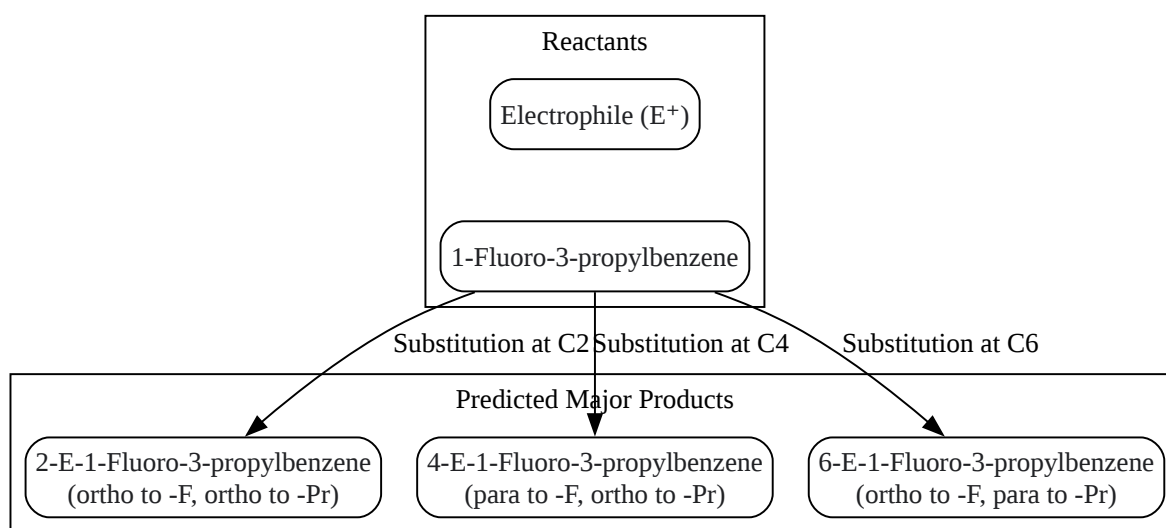 Reactants
Electrophile (E⁺)
1-Fluoro-3-propylbenzene
Substitution at C2
Substitution at C4
Substitution at C6
Predicted Major Products
2-E-1-Fluoro-3-propylbenzene
(ortho to -F, ortho to -Pr)
4-E-1-Fluoro-3-propylbenzene
(para to -F, ortho to -Pr)
6-E-1-Fluoro-3-propylbenzene
(ortho to -F, para to -Pr)